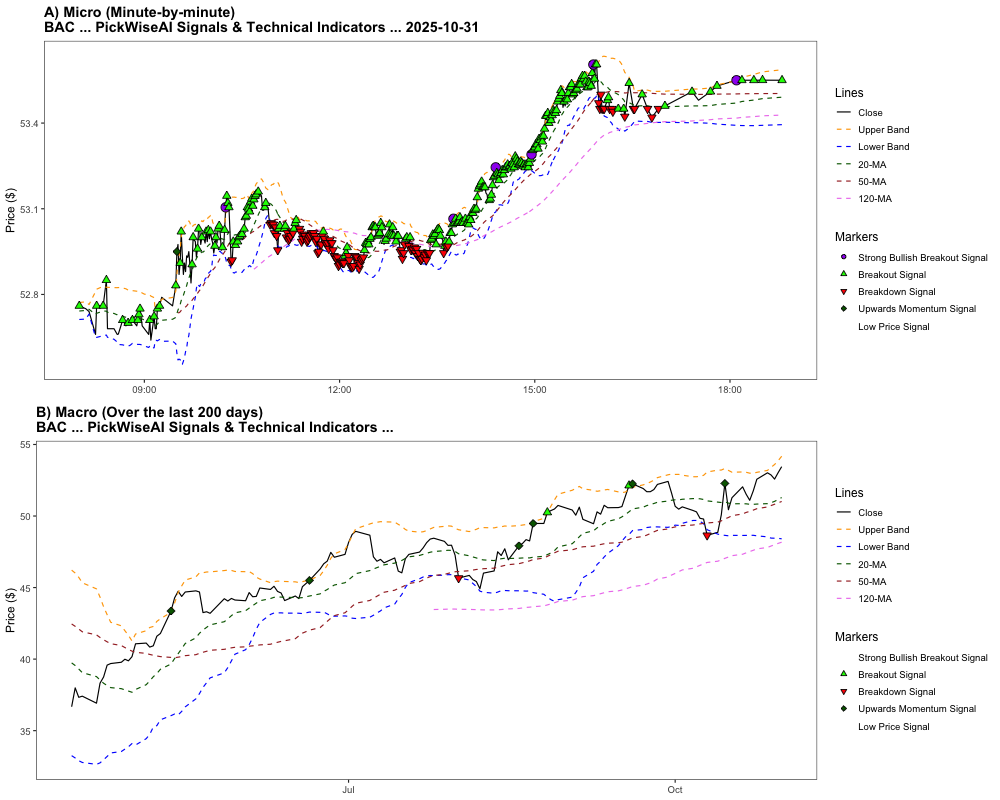 A) Micro (Minute-by-minute)
BAC ... PickWiseAI Signals & Technical Indicators ... 2025-10-31
Price ($)
53.4
53.1
52.8
09:00
12:00
15:00
18:00
Lines
Close
Upper Band
Lower Band
20-MA
50-MA
120-MA
Markers
Strong Bullish Breakout Signal
Breakout Signal
Breakdown Signal
Upwards Momentum Signal
Low Price Signal
B) Macro (Over the last 200 days)
BAC ... PickWiseAI Signals & Technical Indicators ...
Price ($)
55
50
45
40
35
Jul
Oct
Lines
Close
Upper Band
Lower Band
20-MA
50-MA
120-MA
Markers
Strong Bullish Breakout Signal
Breakout Signal
Breakdown Signal
Upwards Momentum Signal
Low Price Signal